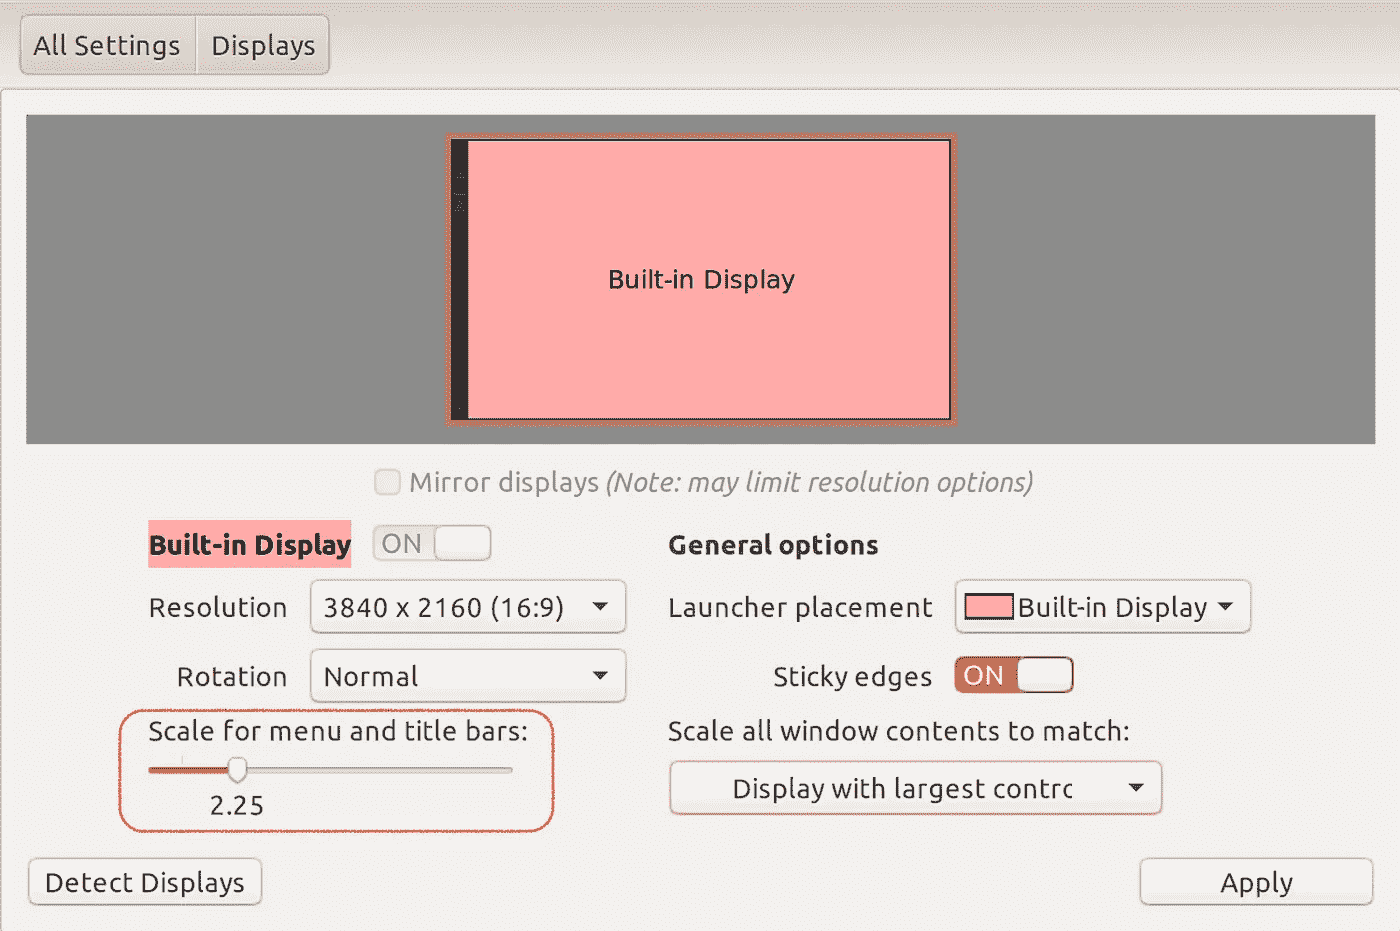 All Settings Displays
Built-in Display
Mirror displays (Note: may limit resolution options)
Built-in Display ON
General options
Resolution 3840 x 2160 (16:9)
Launcher placement Built-in Display
Rotation Normal
Sticky edges ON
Scale for menu and title bars:
2.25
Scale all window contents to match:
Display with largest contrc
Detect Displays
Apply